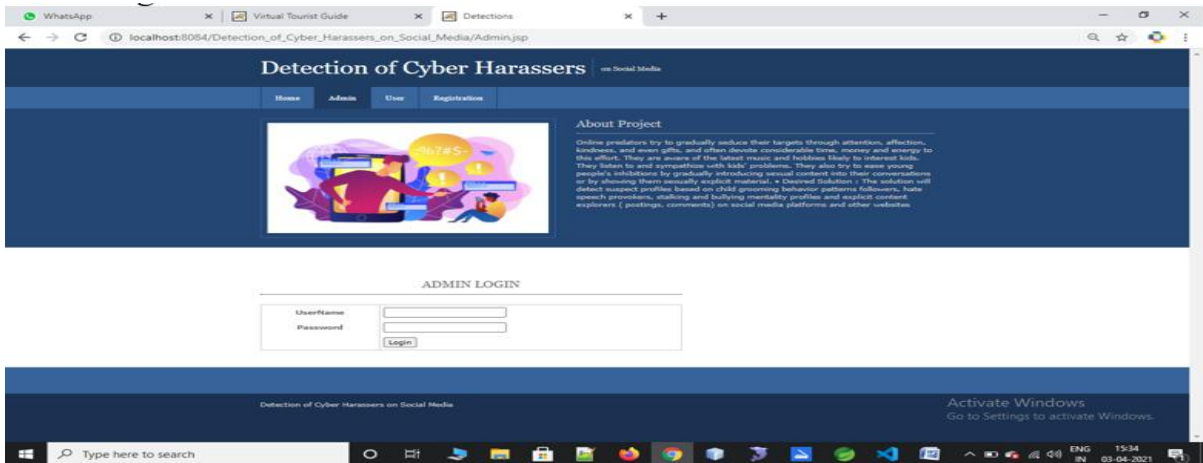 WhatsApp
Virtual Tourist Guide
Detections
localhost:8084/Detection_of_Cyber_Harassers_on_Social_Media/Admin.jsp
Detection of Cyber Harassers on Social Media
Home Admin User Registration
-%?#$-
About Project
Online predators try to gradually seduce their targets through attention, affection,
kindness, and even gifts, and often devote considerable time, money and energy to
this effort. They are aware of the latest music and hobbies likely to interest kids.
They listen to and sympathize with kids' problems. They also try to ease young
people's inhibitions by gradually introducing sexual content into their conversations
or by showing them sexually explicit material. • Desired Solution : The solution will
detect suspect profiles based on child grooming behavior patterns followers, hate
speech provokers, stalking and bullying mentality profiles and explicit content
explorers ( postings, comments) on social media platforms and other websites
ADMIN LOGIN
UserName
Password
Login
Detection of Cyber Harassers on Social Media
Activate Windows
Go to Settings to activate Windows.
Type here to search
ENG 15:34
IN 03-04-2021